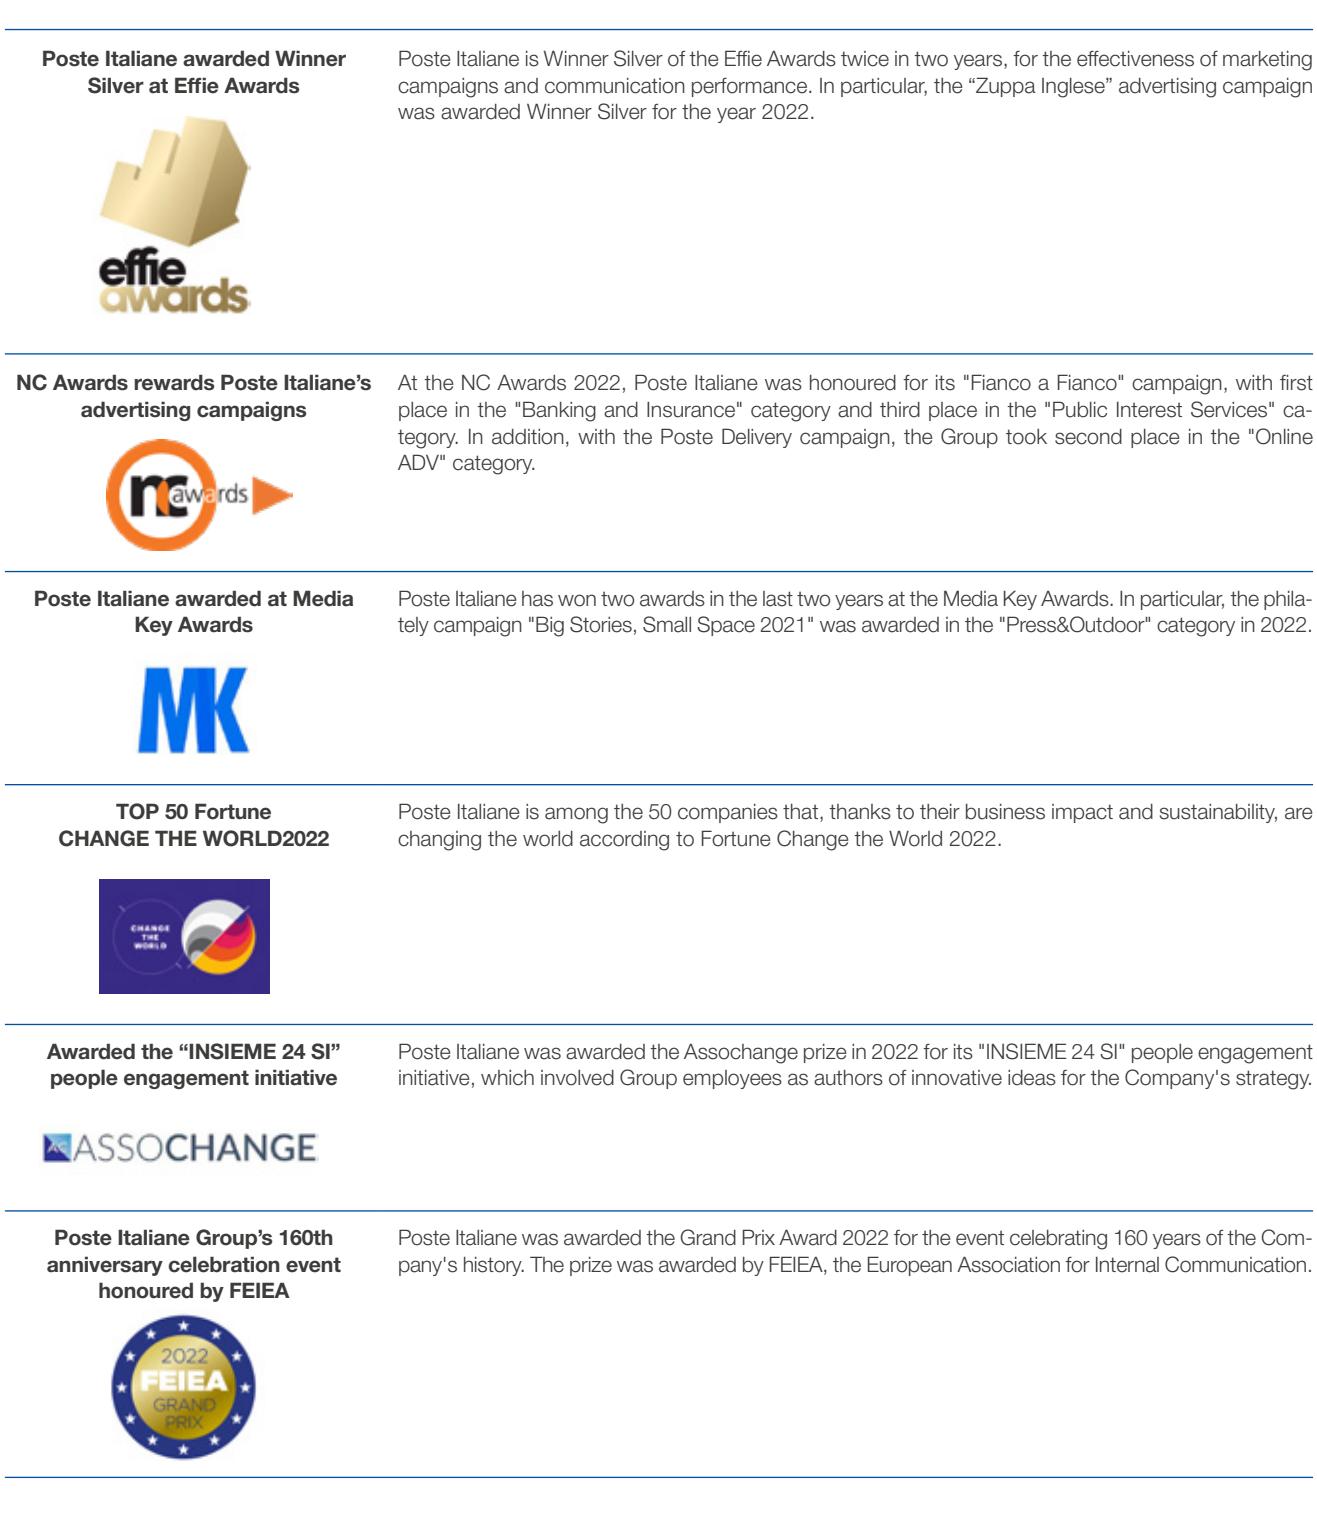 Poste Italiane awarded Winner
Silver at Effie Awards
effie
awards
Poste Italiane is Winner Silver of the Effie Awards twice in two years, for the effectiveness of marketing
campaigns and communication performance. In particular, the “Zuppa Inglese” advertising campaign
was awarded Winner Silver for the year 2022.
NC Awards rewards Poste Italiane’s
advertising campaigns
nc awards
At the NC Awards 2022, Poste Italiane was honoured for its "Fianco a Fianco" campaign, with first
place in the "Banking and Insurance" category and third place in the "Public Interest Services" ca-
tegory. In addition, with the Poste Delivery campaign, the Group took second place in the "Online
ADV" category.
Poste Italiane awarded at Media
Key Awards
MK
Poste Italiane has won two awards in the last two years at the Media Key Awards. In particular, the phila-
tely campaign "Big Stories, Small Space 2021" was awarded in the "Press&Outdoor" category in 2022.
TOP 50 Fortune
CHANGE THE WORLD2022
CHANGE
THE
WORLD
Poste Italiane is among the 50 companies that, thanks to their business impact and sustainability, are
changing the world according to Fortune Change the World 2022.
Awarded the “INSIEME 24 SI”
people engagement initiative
AC ASSOCHANGE
Poste Italiane was awarded the Assochange prize in 2022 for its "INSIEME 24 SI" people engagement
initiative, which involved Group employees as authors of innovative ideas for the Company's strategy.
Poste Italiane Group’s 160th
anniversary celebration event
honoured by FEIEA
2022
FEIEA
GRAND
PRIX
Poste Italiane was awarded the Grand Prix Award 2022 for the event celebrating 160 years of the Com-
pany's history. The prize was awarded by FEIEA, the European Association for Internal Communication.